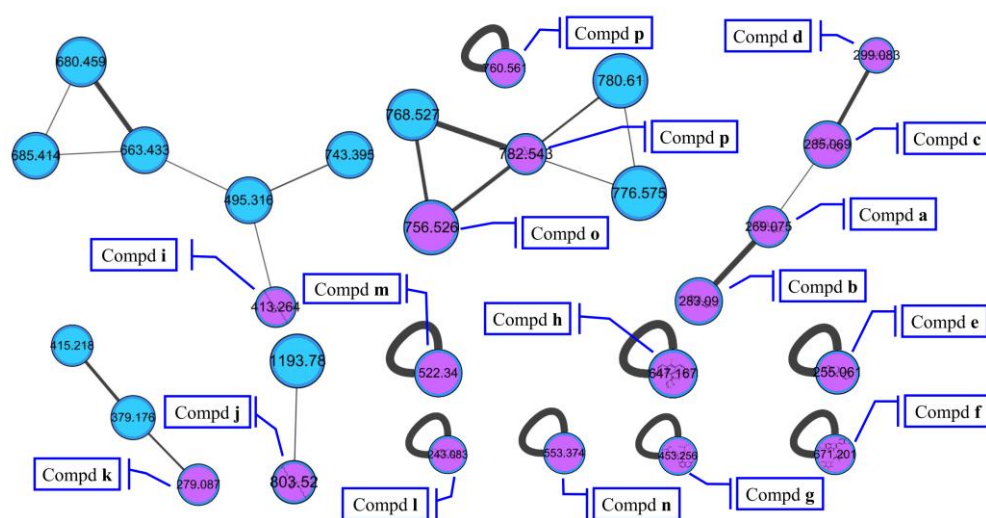 Compd p
760.561
780.61
Compd d
299.083
680.459
768.527
Compd c
285.069
685.414
663.433
743.395
782.543
Compd p
776.575
495.316
756.526
Compd o
Compd a
269.075
Compd i
413.264
Compd m
283.09
Compd b
Compd h
Compd e
415.218
1193.78
522.34
647.167
255.061
379.176
Compd j
Compd f
Compd k
279.087
803.52
243.083
553.374
453.256
671.201
Compd l
Compd n
Compd g